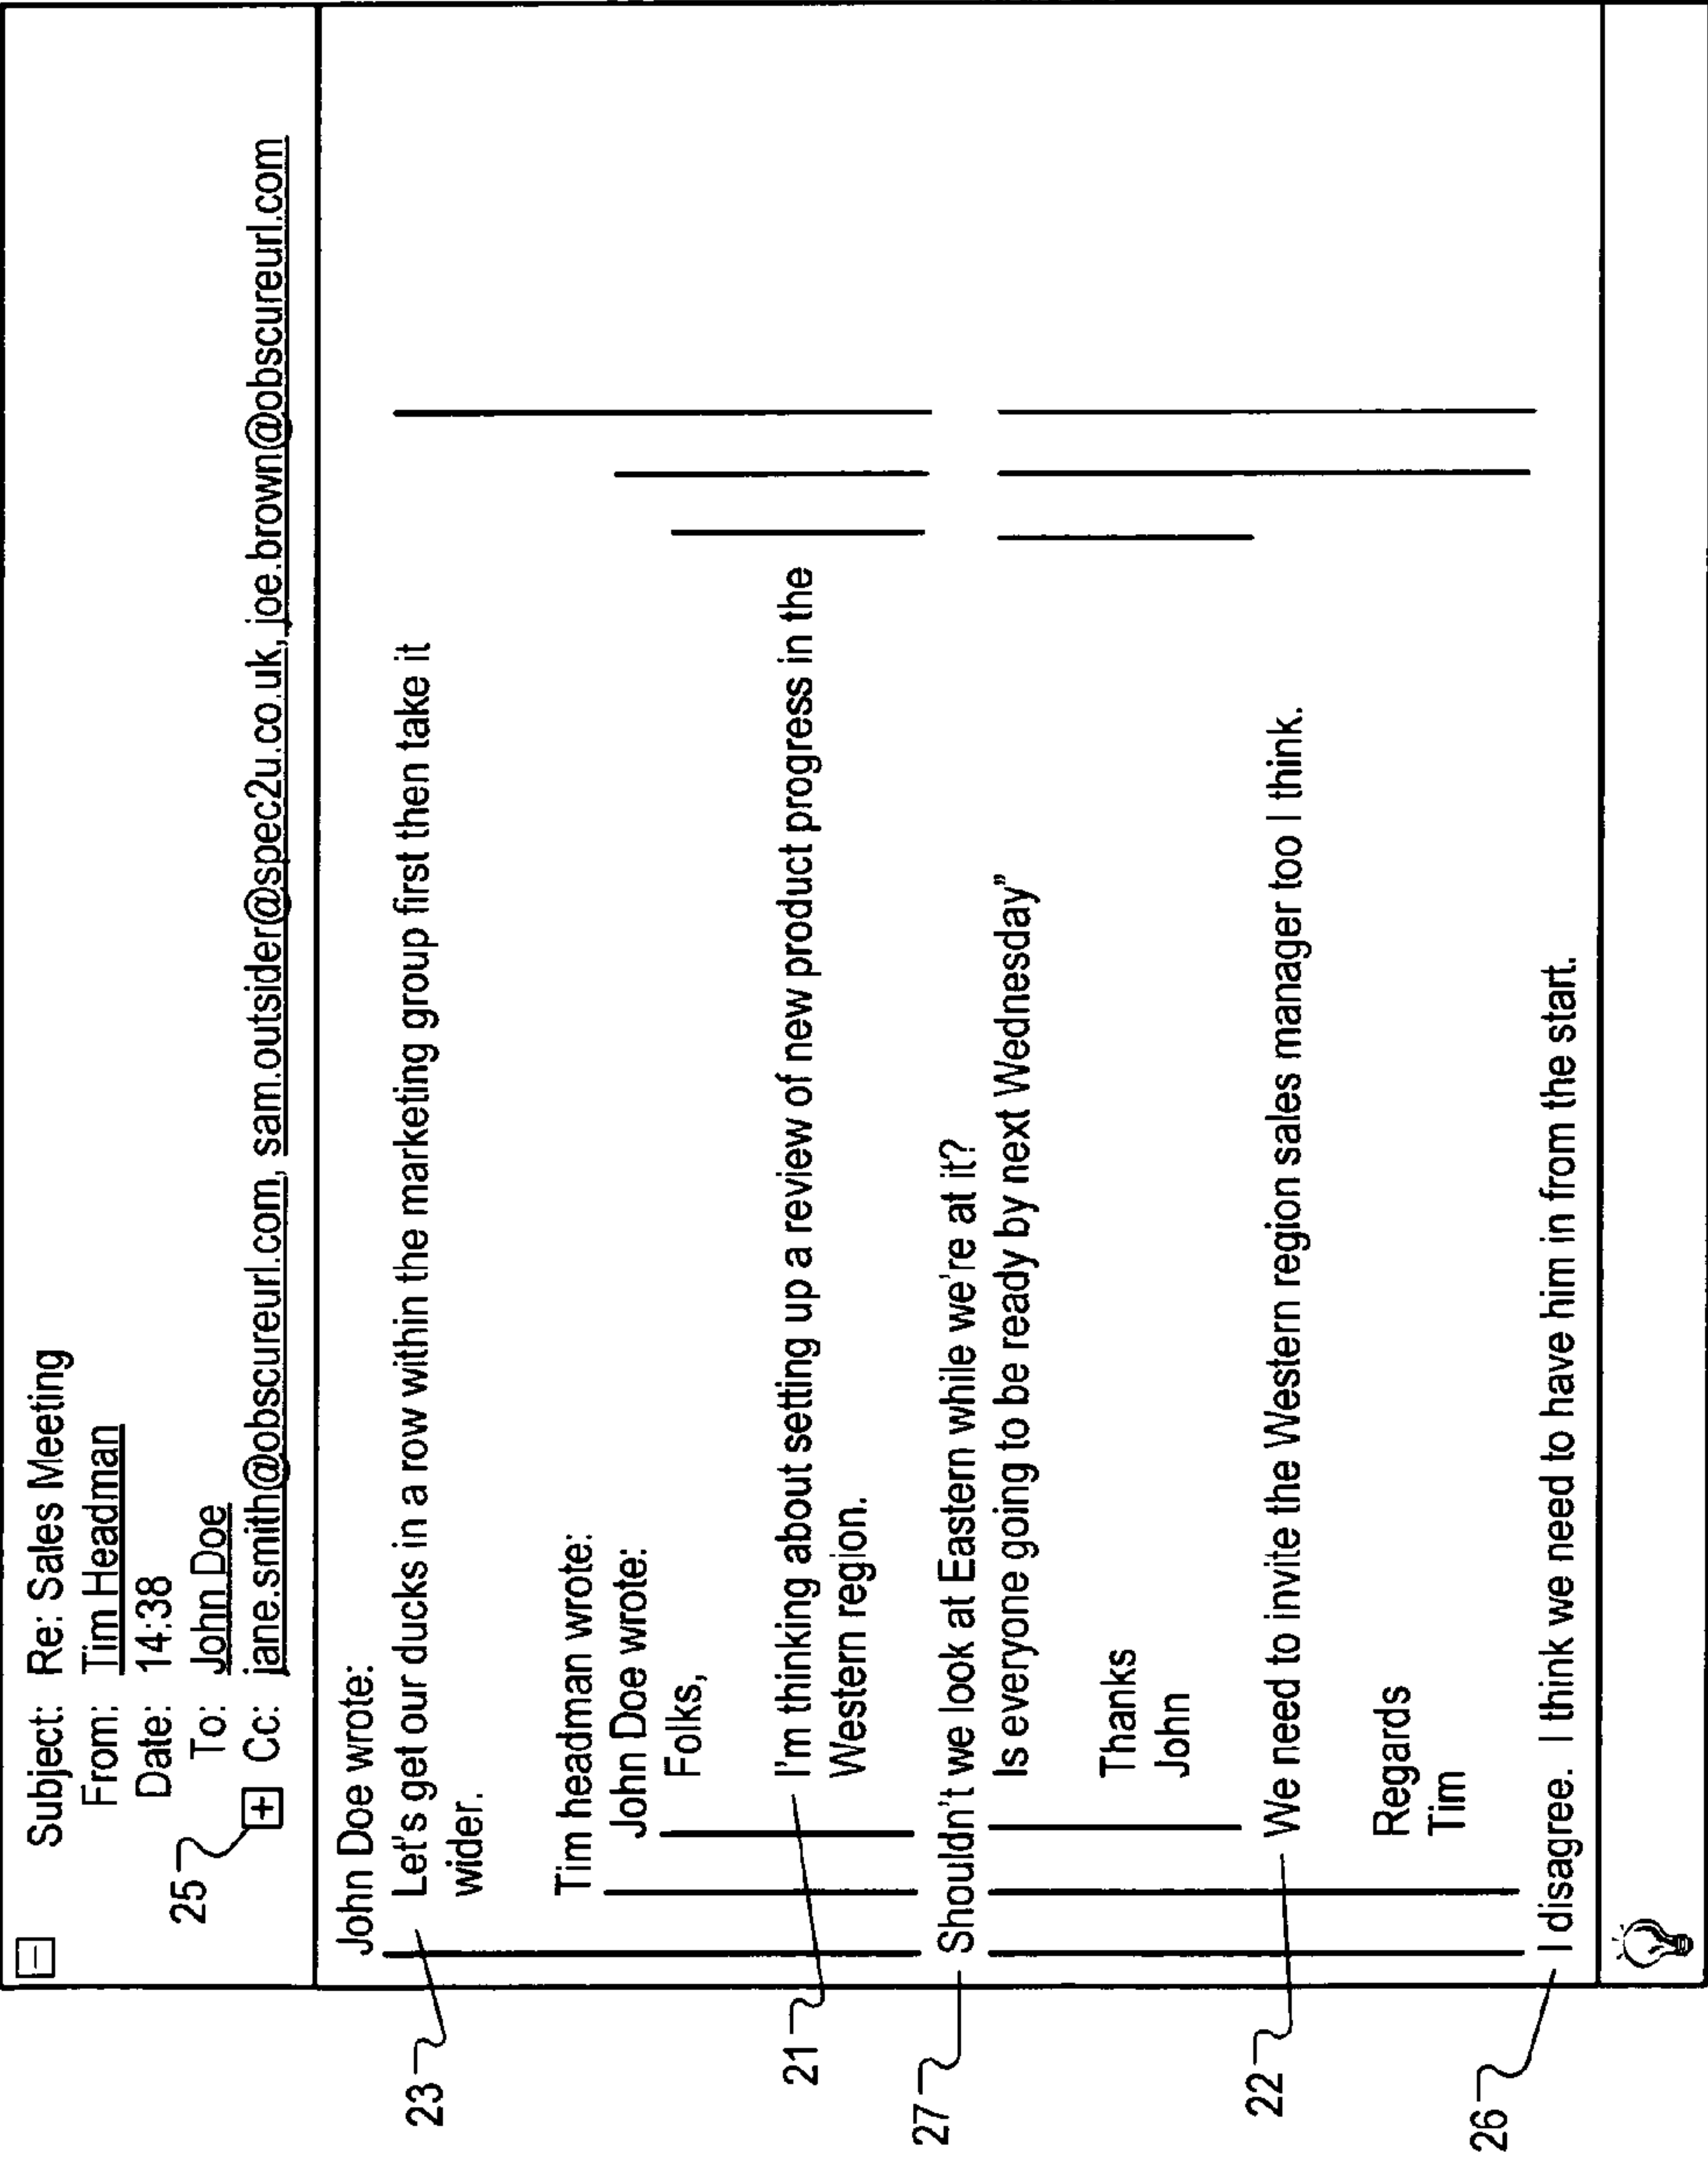 Subject: Re: Sales Meeting
From: Tim Headman
Date: 14:38
To: John Doe
25
Cc: jane.smith@obscureurl.com, sam.outsider@spec2u.co.uk, joe.brown@obscureurl.com
John Doe wrote:
23
Let's get our ducks in a row within the marketing group first then take it
wider.
Tim headman wrote:
John Doe wrote:
Folks,
21
I'm thinking about setting up a review of new product progress in the
Western region.
27
Shouldn't we look at Eastern while we're at it?
Is everyone going to be ready by next Wednesday”
Thanks
John
22
We need to invite the Western region sales manager too I think.
Regards
Tim
26
I disagree. I think we need to have him in from the start.